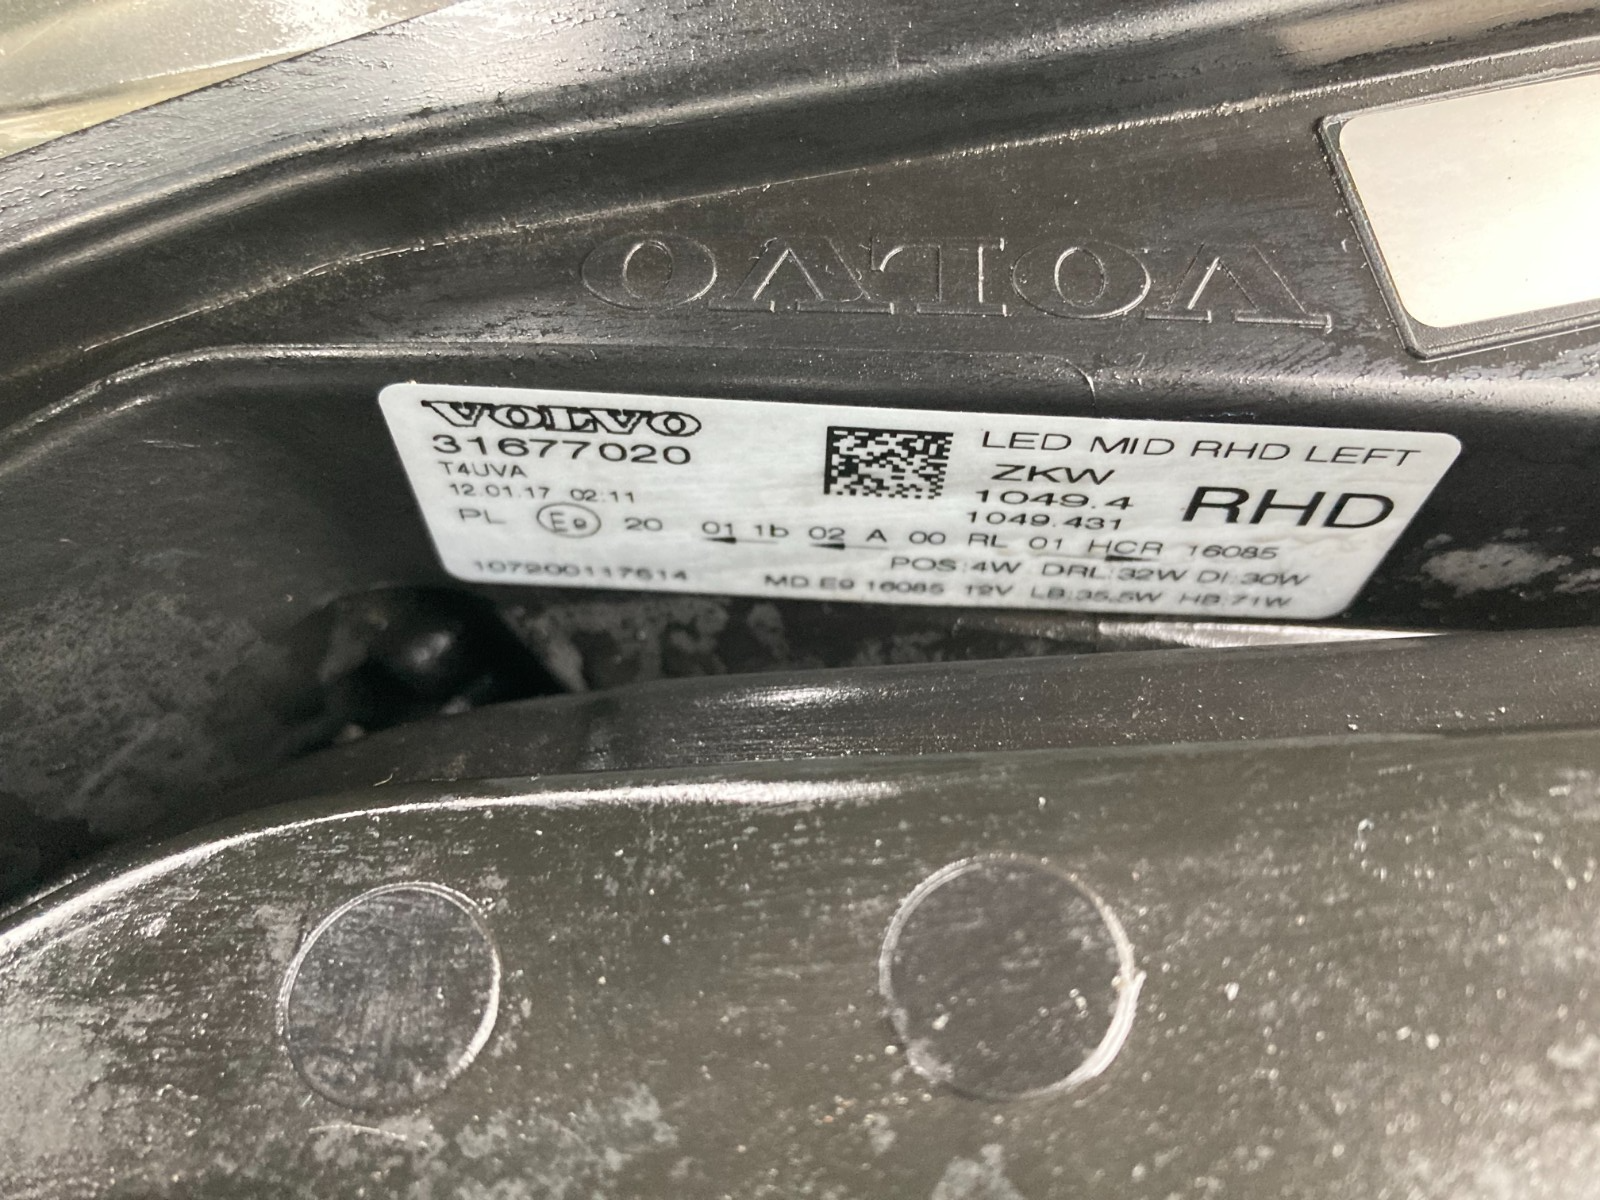 VOLVO
VOLVO
31677020
T4UVA
12.01.17 02:11
PL E9 20 01 1b 02 A 00 RL 01 HCR 16085
107200117614
LED MID RHD LEFT
ZKW
1049.4
1049.431
RHD
POS:4W DRL:32W DI:30W
MD E9 16085 12V LB:35.5W HB:71W